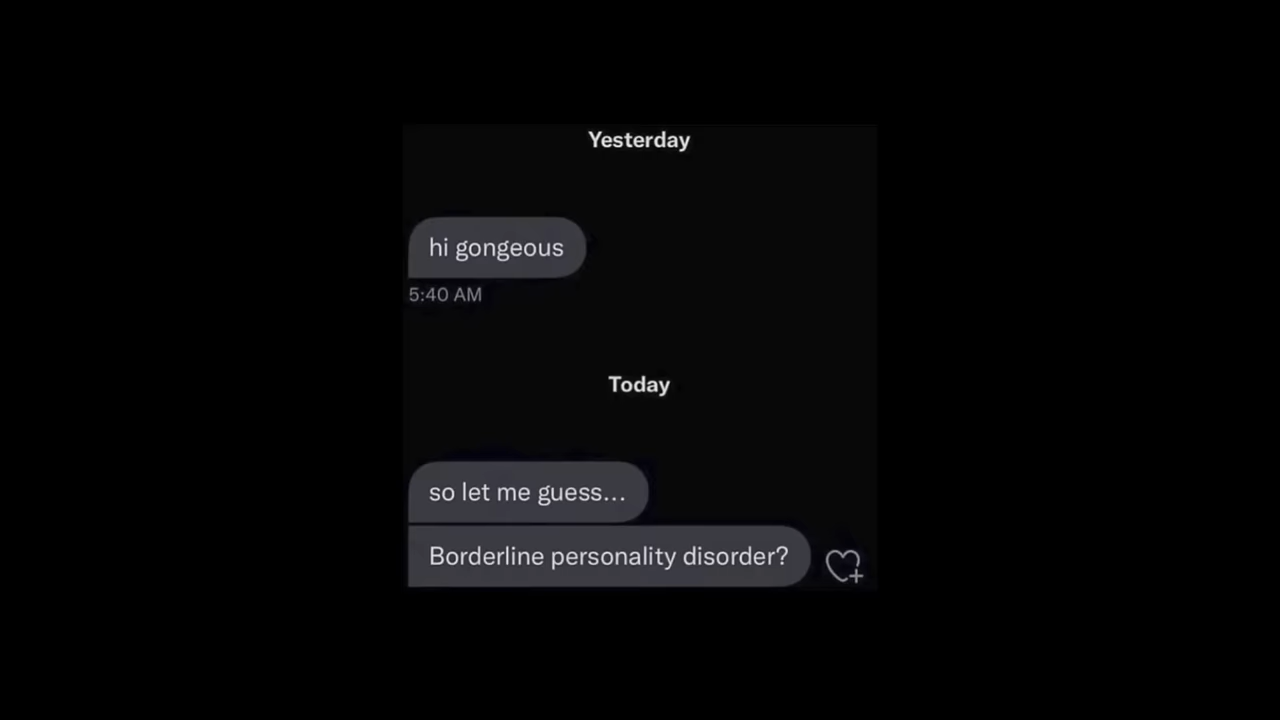 Yesterday
hi gongeous
5:40 AM
Today
so let me guess...
Borderline personality disorder?